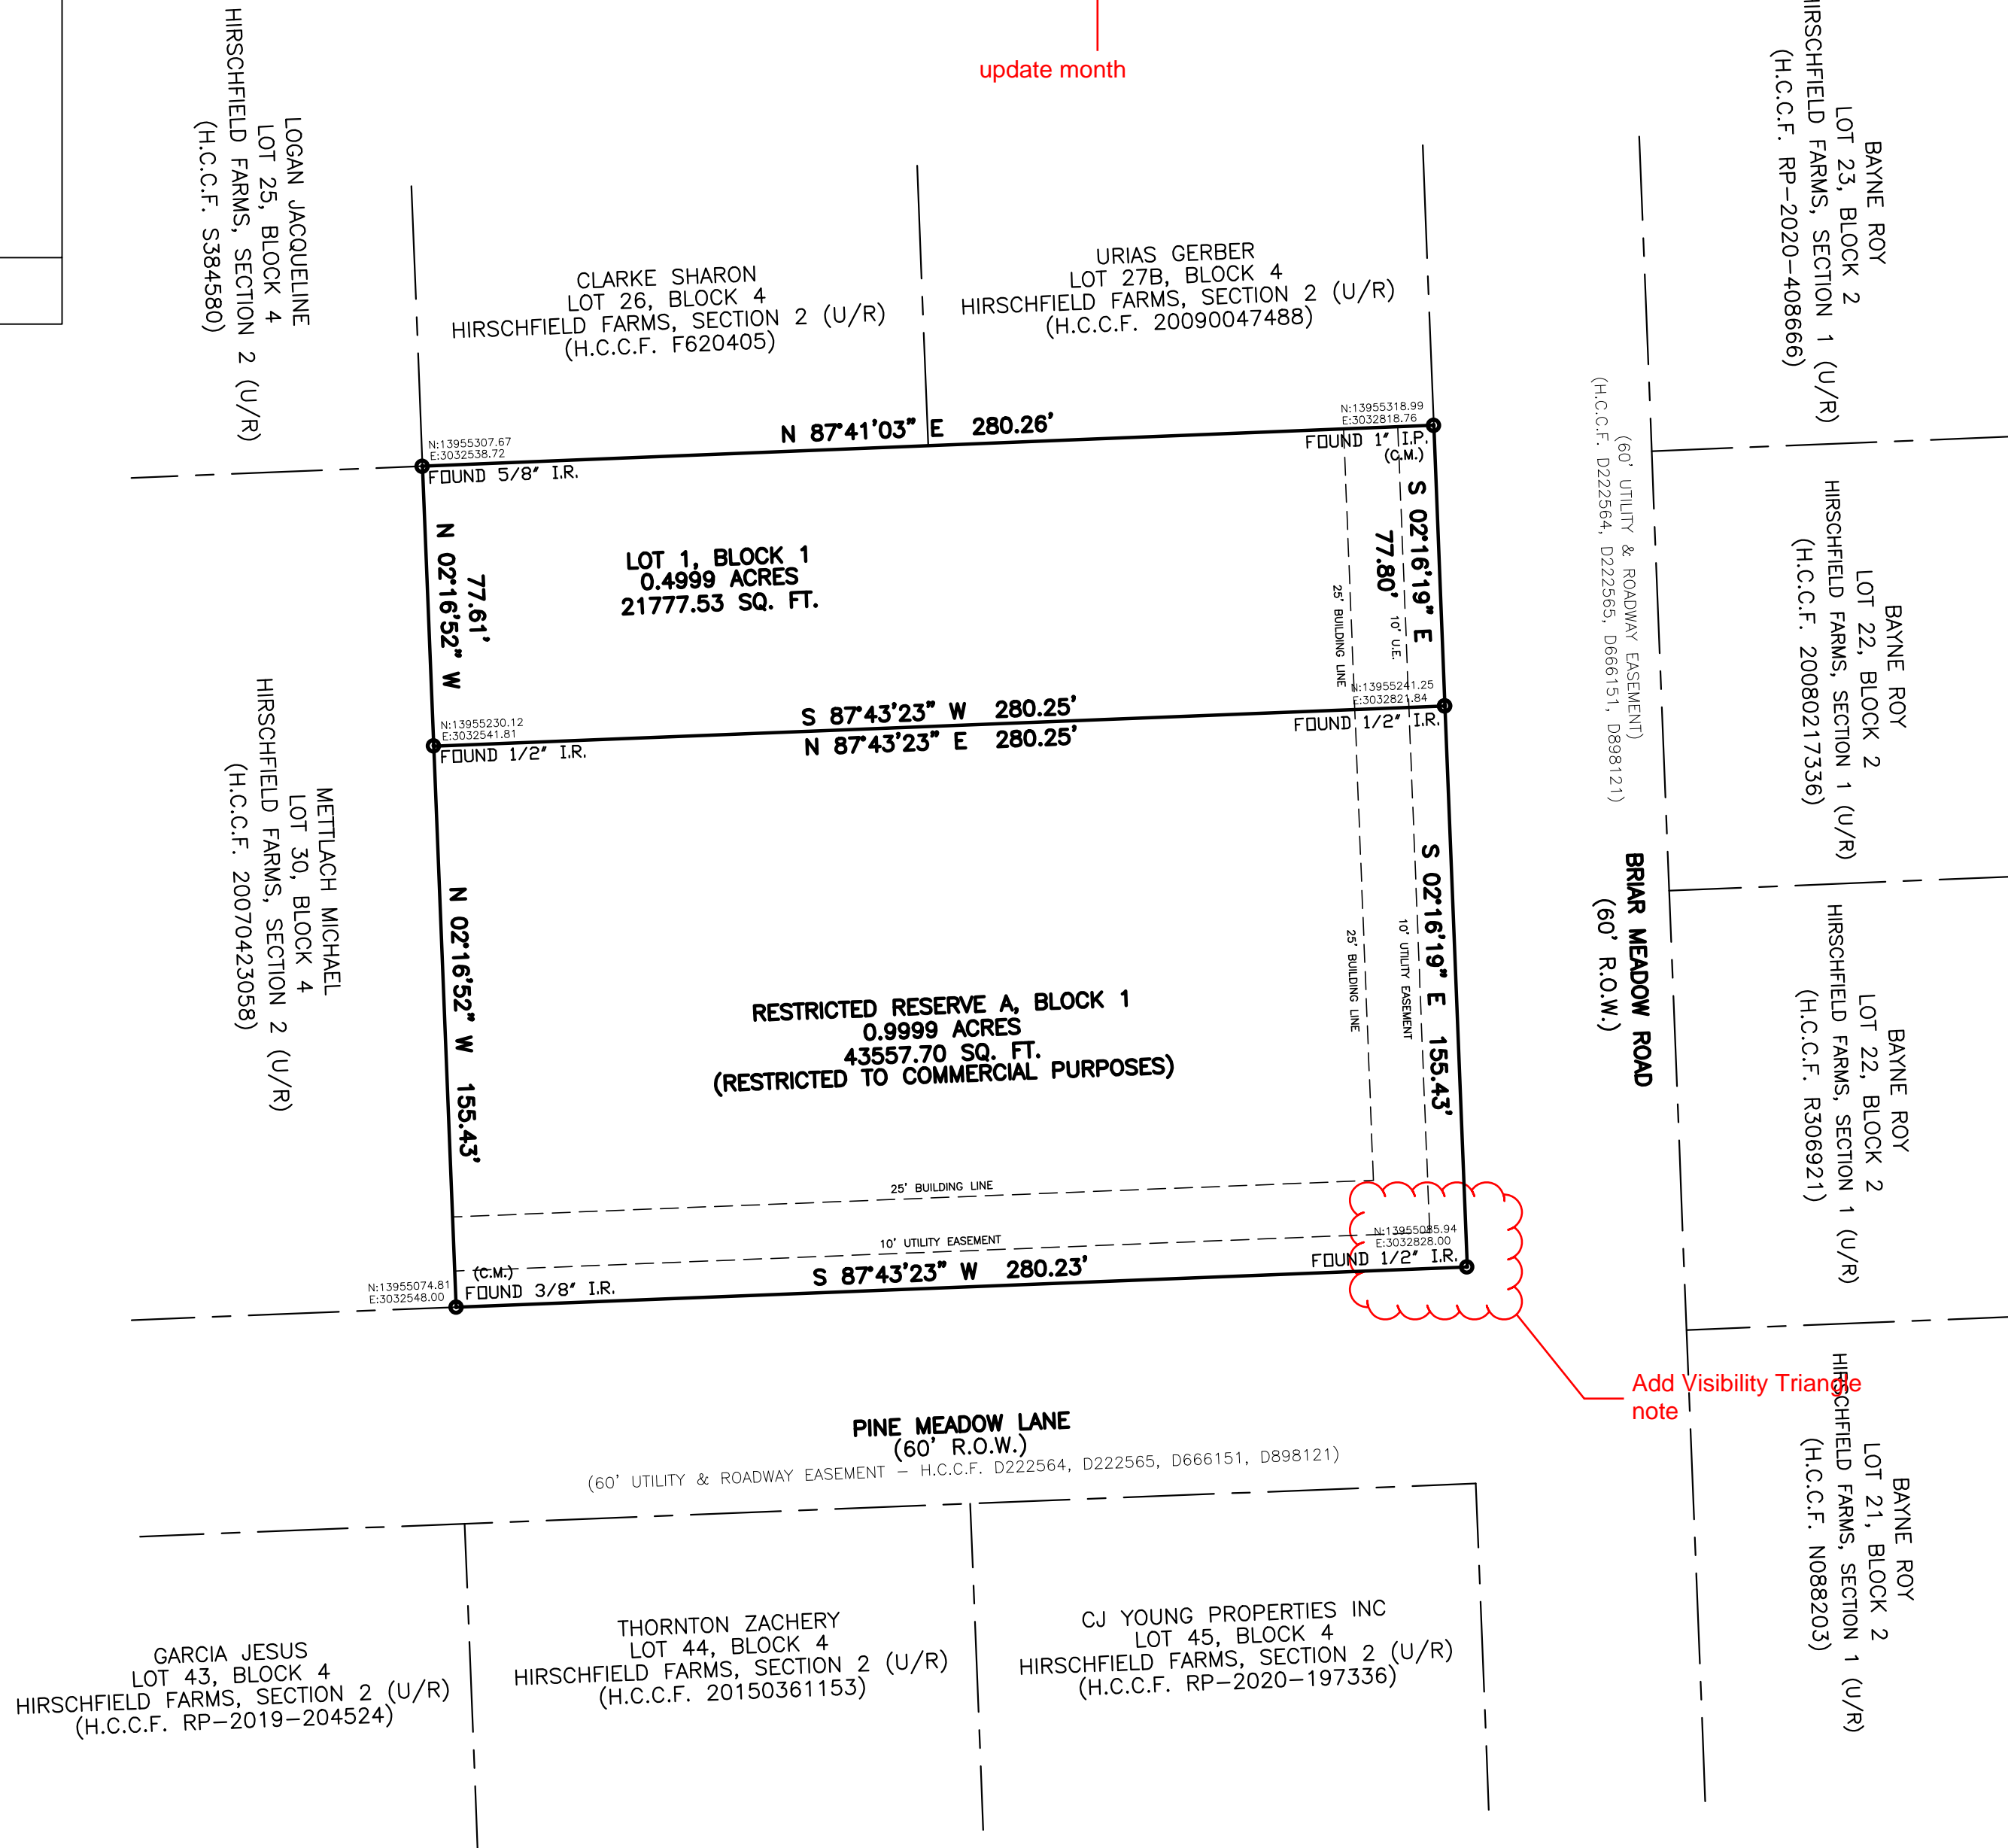 update month
LOGAN JACQUELINE
LOT 25, BLOCK 4
HIRSCHFIELD FARMS, SECTION 2 (U/R)
(H.C.C.F. S384580)
CLARKE SHARON
LOT 26, BLOCK 4
HIRSCHFIELD FARMS, SECTION 2 (U/R)
(H.C.C.F. F620405)
URIAS GERBER
LOT 27B, BLOCK 4
HIRSCHFIELD FARMS, SECTION 2 (U/R)
(H.C.C.F. 20090047488)
BAYNE ROY
LOT 23, BLOCK 2
HIRSCHFIELD FARMS, SECTION 1 (U/R)
(H.C.C.F. RP-2020-408666)
N:13955307.67
E:3032538.72
FOUND 5/8" I.R.
N 87°41'03" E 280.26'
N:13955318.99
E:3032818.76
FOUND 1" I.P.
(C.M.)
N 02°16'52" W
77.61'
LOT 1, BLOCK 1
0.4999 ACRES
21777.53 SQ. FT.
25' BUILDING LINE
10' U.E.
S 02°16'19" E
77.80'
(60' UTILITY & ROADWAY EASEMENT)
(H.C.C.F. D222564, D222565, D666151, D898121)
BAYNE ROY
LOT 22, BLOCK 2
HIRSCHFIELD FARMS, SECTION 1 (U/R)
(H.C.C.F. 20080217336)
N:13955230.12
E:3032541.81
FOUND 1/2" I.R.
S 87°43'23" W 280.25'
N 87°43'23" E 280.25'
N:13955241.25
E:3032821.84
FOUND 1/2" I.R.
METTLACH MICHAEL
LOT 30, BLOCK 4
HIRSCHFIELD FARMS, SECTION 2 (U/R)
(H.C.C.F. 20070423058)
N 02°16'52" W 155.43'
RESTRICTED RESERVE A, BLOCK 1
0.9999 ACRES
43557.70 SQ. FT.
(RESTRICTED TO COMMERCIAL PURPOSES)
25' BUILDING LINE
10' UTILITY EASEMENT
S 02°16'19" E 155.43'
BRIAR MEADOW ROAD
(60' R.O.W.)
BAYNE ROY
LOT 22, BLOCK 2
HIRSCHFIELD FARMS, SECTION 1 (U/R)
(H.C.C.F. R306921)
25' BUILDING LINE
10' UTILITY EASEMENT
N:13955074.81
E:3032548.00
(C.M.)
FOUND 3/8" I.R.
S 87°43'23" W 280.23'
N:13955085.94
E:3032828.00
FOUND 1/2" I.R.
Add Visibility Triangle
note
PINE MEADOW LANE
(60' R.O.W.)
(60' UTILITY & ROADWAY EASEMENT - H.C.C.F. D222564, D222565, D666151, D898121)
BAYNE ROY
LOT 21, BLOCK 2
HIRSCHFIELD FARMS, SECTION 1 (U/R)
(H.C.C.F. N088203)
GARCIA JESUS
LOT 43, BLOCK 4
HIRSCHFIELD FARMS, SECTION 2 (U/R)
(H.C.C.F. RP-2019-204524)
THORNTON ZACHERY
LOT 44, BLOCK 4
HIRSCHFIELD FARMS, SECTION 2 (U/R)
(H.C.C.F. 20150361153)
CJ YOUNG PROPERTIES INC
LOT 45, BLOCK 4
HIRSCHFIELD FARMS, SECTION 2 (U/R)
(H.C.C.F. RP-2020-197336)